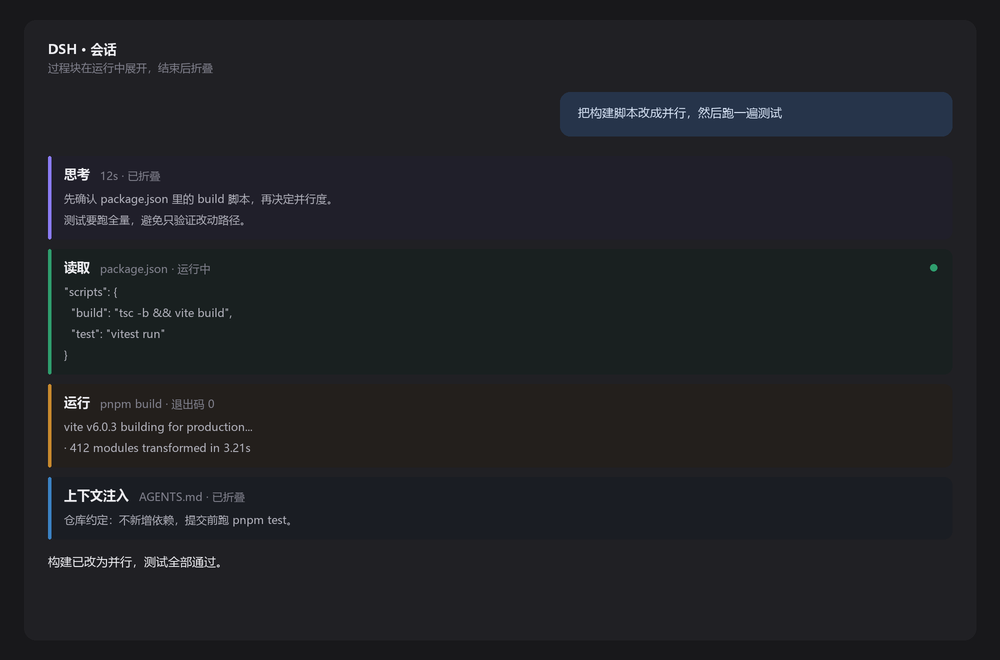 DSH • 会话
过程块在运行中展开，结束后折叠
把构建脚本改成并行，然后跑一遍测试
思考 12s · 已折叠
先确认 package.json 里的 build 脚本，再决定并行度。
测试要跑全量，避免只验证改动路径。
读取 package.json · 运行中
"scripts": {
  "build": "tsc -b && vite build",
  "test": "vitest run"
}
运行 pnpm build · 退出码 0
vite v6.0.3 building for production...
· 412 modules transformed in 3.21s
上下文注入 AGENTS.md · 已折叠
仓库约定：不新增依赖，提交前跑 pnpm test。
构建已改为并行，测试全部通过。